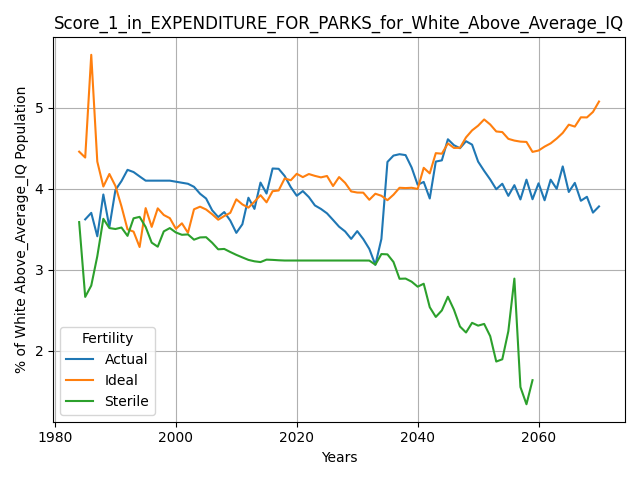 Score_1_in_EXPENDITURE_FOR_PARKS_for_White_Above_Average_IQ
% of White Above_Average_IQ Population
5
4
3
2
Fertility
Actual
Ideal
Sterile
1980 2000 2020 2040 2060
Years